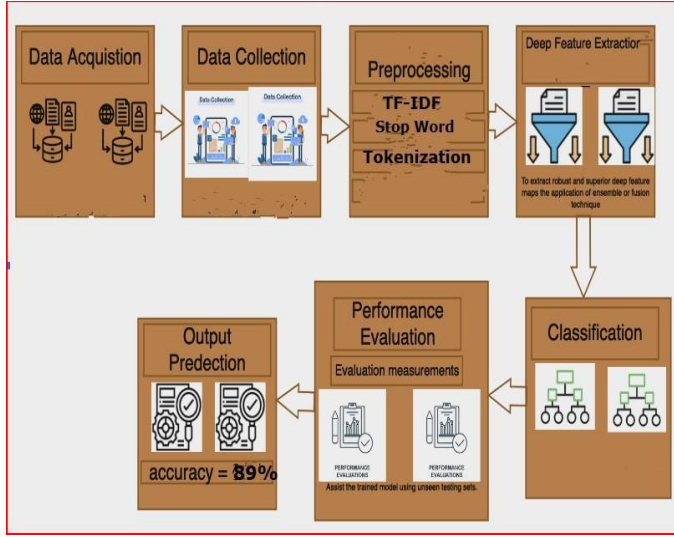 Data Acquistion
Data Collection
Data Collection
Data Collection
Preprocessing
TF-IDF
Stop Word
Tokenization
Deep Feature Extraction
To extract robust and superior deep feature
maps the application of ensemble or fusion
technique
Classification
Performance
Evaluation
Evaluation measurements
PERFORMANCE
EVALUATIONS
PERFORMANCE
EVALUATIONS
Assist the trained model using unseen testing sets.
Output
Predection
accuracy = 89%